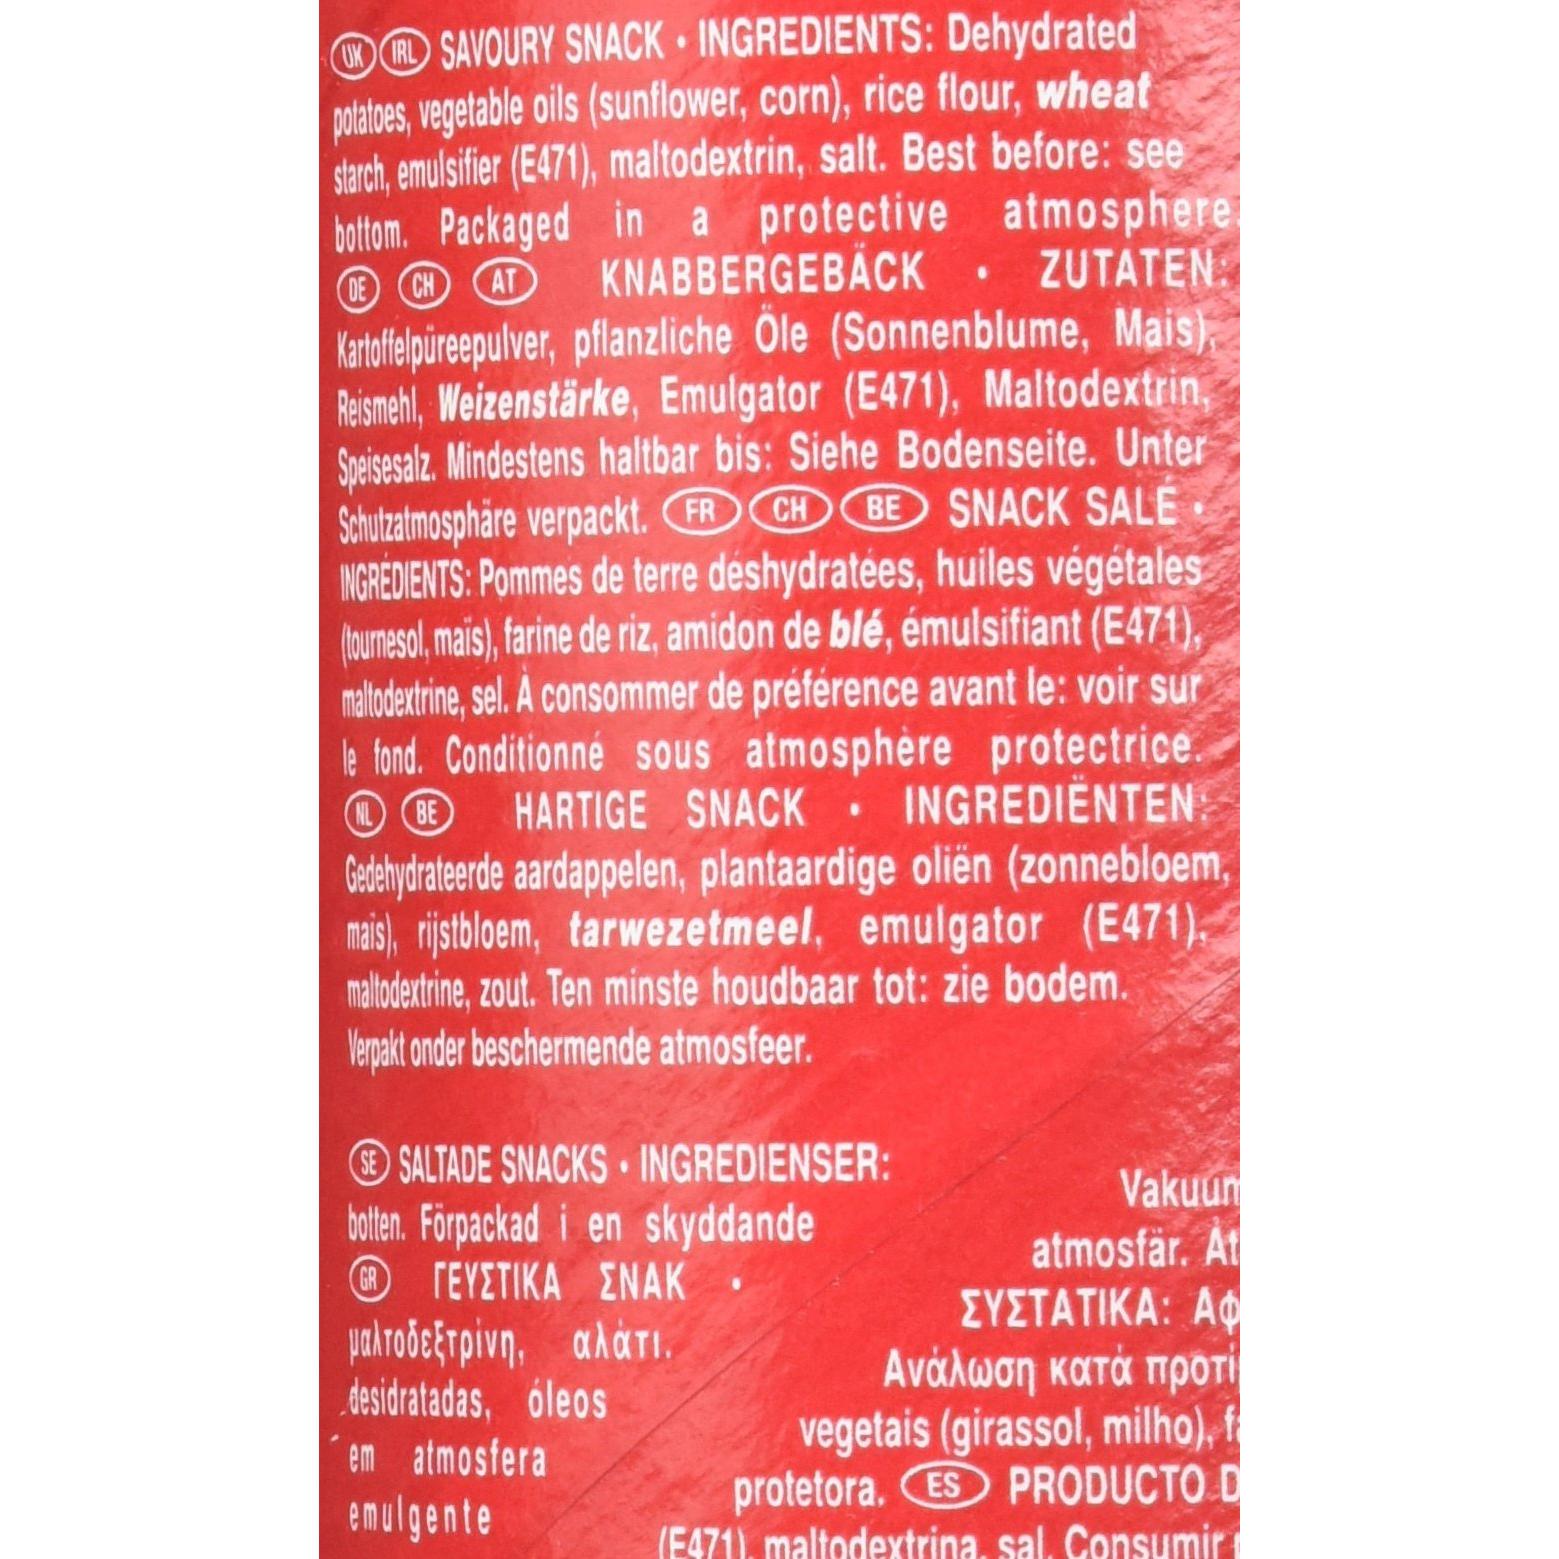 UK IRL SAVOURY SNACK • INGREDIENTS: Dehydrated
potatoes, vegetable oils (sunflower, corn), rice flour, wheat
starch, emulsifier (E471), maltodextrin, salt. Best before: see
bottom. Packaged in a protective atmosphere.
DE CH AT KNABBERGEBÄCK • ZUTATEN:
Kartoffelpüreepulver, pflanzliche Öle (Sonnenblume, Mais),
Reismehl, Weizenstärke, Emulgator (E471), Maltodextrin,
Speisesalz. Mindestens haltbar bis: Siehe Bodenseite. Unter
Schutzatmosphäre verpackt. FR CH BE SNACK SALÉ •
INGRÉDIENTS: Pommes de terre déshydratées, huiles végétales
(tournesol, maïs), farine de riz, amidon de blé, émulsifiant (E471),
maltodextrine, sel. À consommer de préférence avant le: voir sur
le fond. Conditionné sous atmosphère protectrice.
NL BE HARTIGE SNACK • INGREDIËNTEN:
Gedehydrateerde aardappelen, plantaardige oliën (zonnebloem,
maïs), rijstbloem, tarwezetmeel, emulgator (E471),
maltodextrine, zout. Ten minste houdbaar tot: zie bodem.
Verpakt onder beschermende atmosfeer.
SE SALTADE SNACKS • INGREDIENSER:
Vakuum
botten. Förpackad i en skyddande
atmosfär. Åt
GR ΓΕΥΣΤΙΚΑ ΣΝΑΚ •
ΣΥΣΤΑΤΙΚΑ: Αφ
μαλτοδεξτρίνη, αλάτι.
Ανάλωση κατά προτί
desidratadas, óleos
vegetais (girassol, milho), fa
em atmosfera
protetora. ES PRODUCTO D
emulgente
(E471), maltodextrina, sal. Consumir